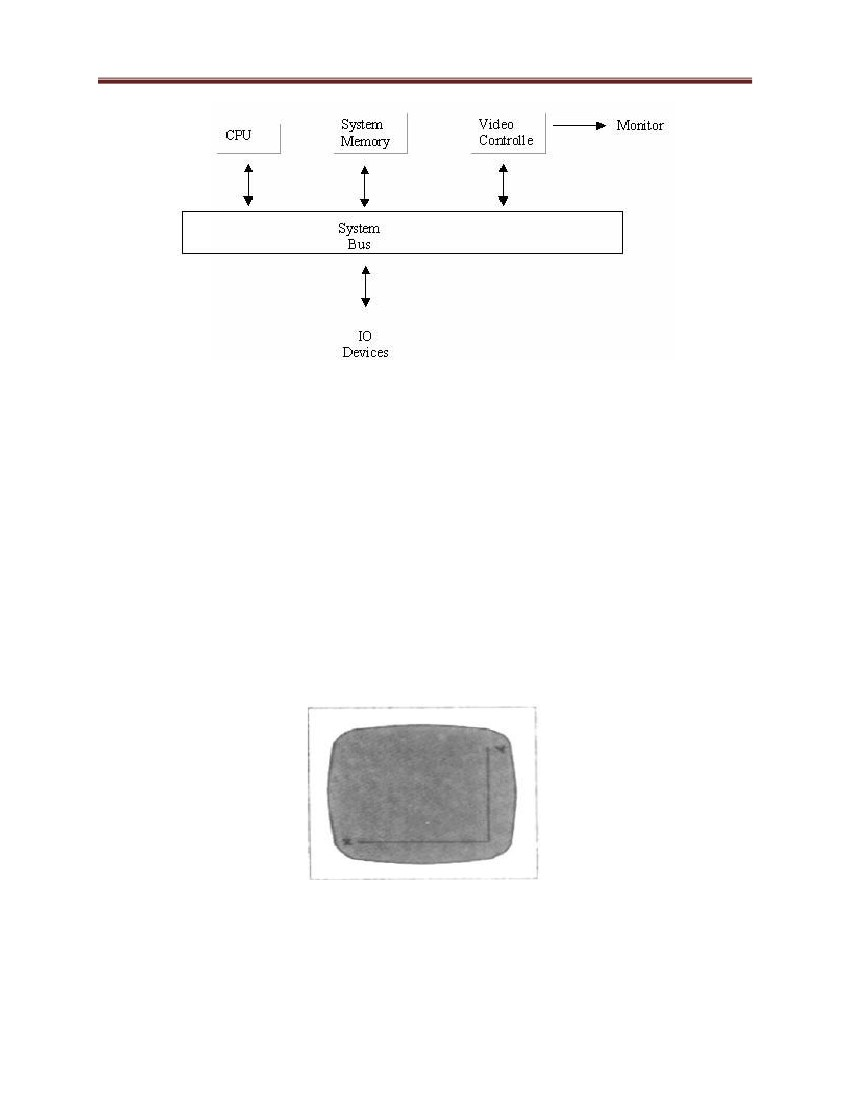 CPU
System
Memory
Video
Controlle
Monitor
System
Bus
IO
Devices